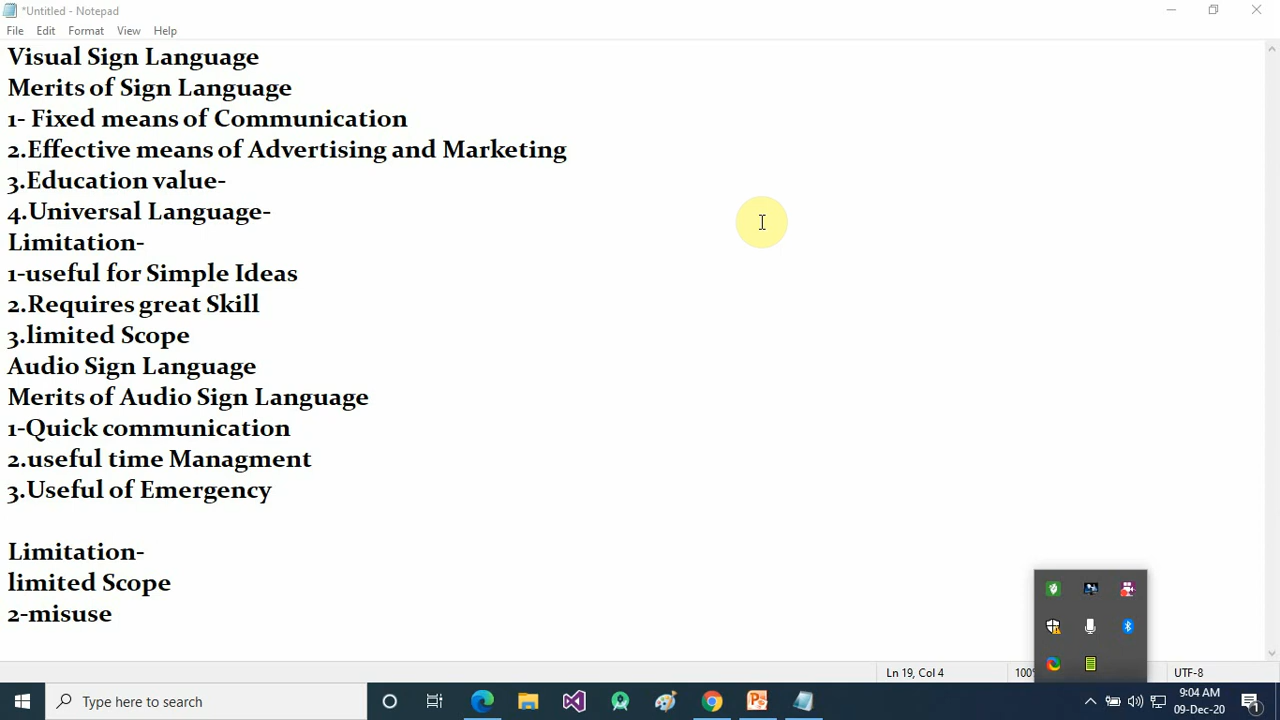 *Untitled - Notepad
File Edit Format View Help
Visual Sign Language
Merits of Sign Language
1- Fixed means of Communication
2.Effective means of Advertising and Marketing
3.Education value-
4.Universal Language-
Limitation-
1-useful for Simple Ideas
2.Requires great Skill
3.limited Scope
Audio Sign Language
Merits of Audio Sign Language
1-Quick communication
2.useful time Managment
3.Useful of Emergency
Limitation-
limited Scope
2-misuse
Ln 19, Col 4 100% UTF-8
Type here to search
9:04 AM
09-Dec-20